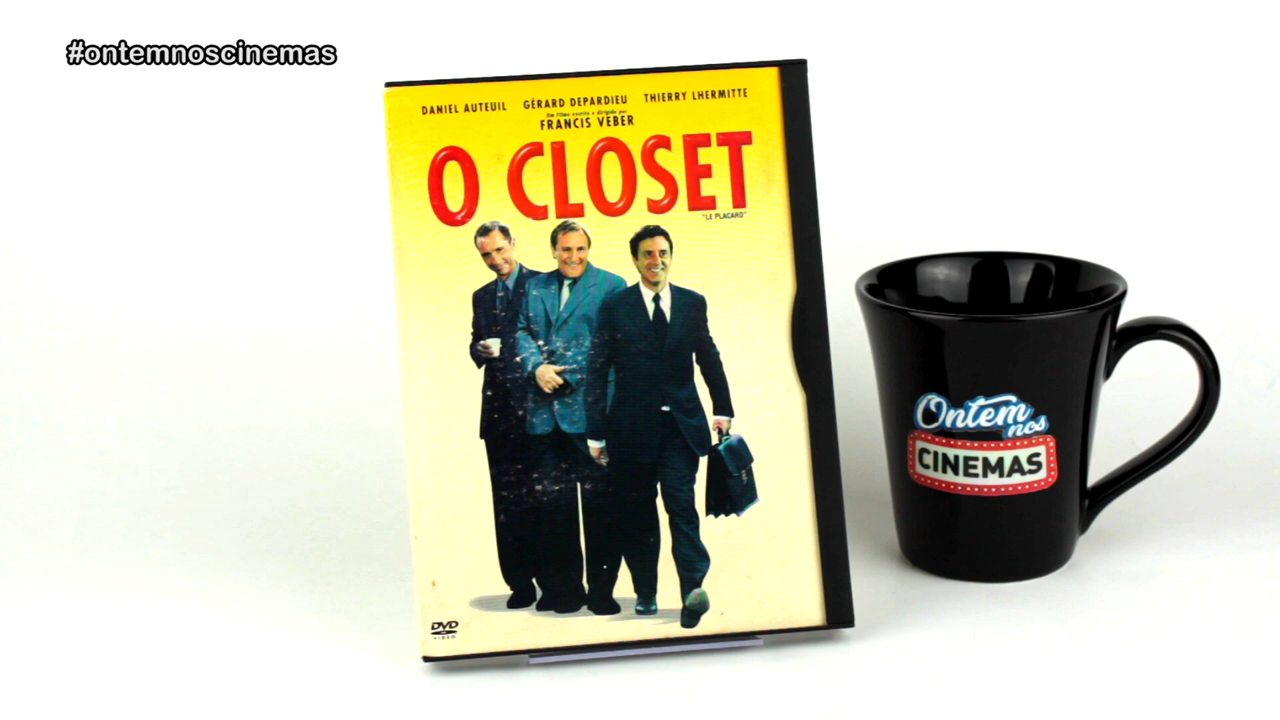 #ontemnoscinemas
DANIEL AUTEUIL GÉRARD DEPARDIEU THIERRY LHERMITTE
Um filme escrito e dirigido por
FRANCIS VEBER
O CLOSET
"LE PLACARD"
DVD
VIDEO
Ontem
nos
CINEMAS